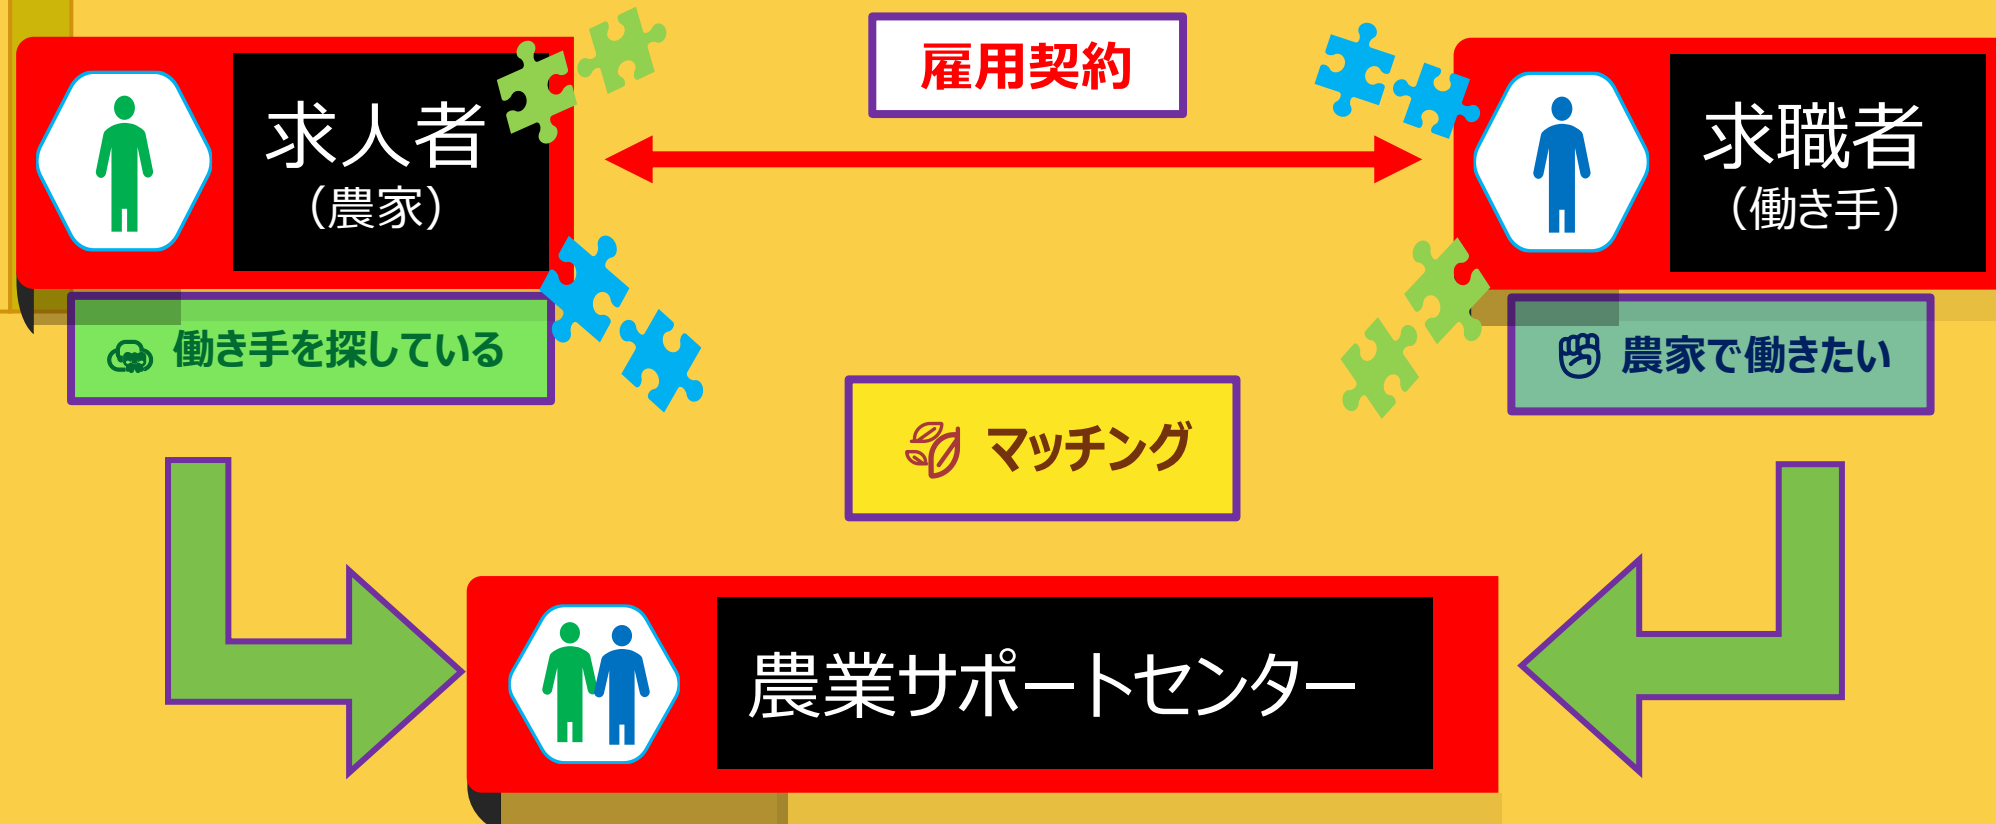 雇用契約
求人者
（農家）
求職者
（働き手）
働き手を探している
農家で働きたい
マッチング
農業サポートセンター